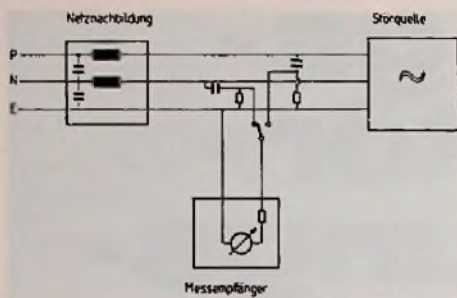 Netznachbildung
Störquelle
P
N
E
Messempfänger